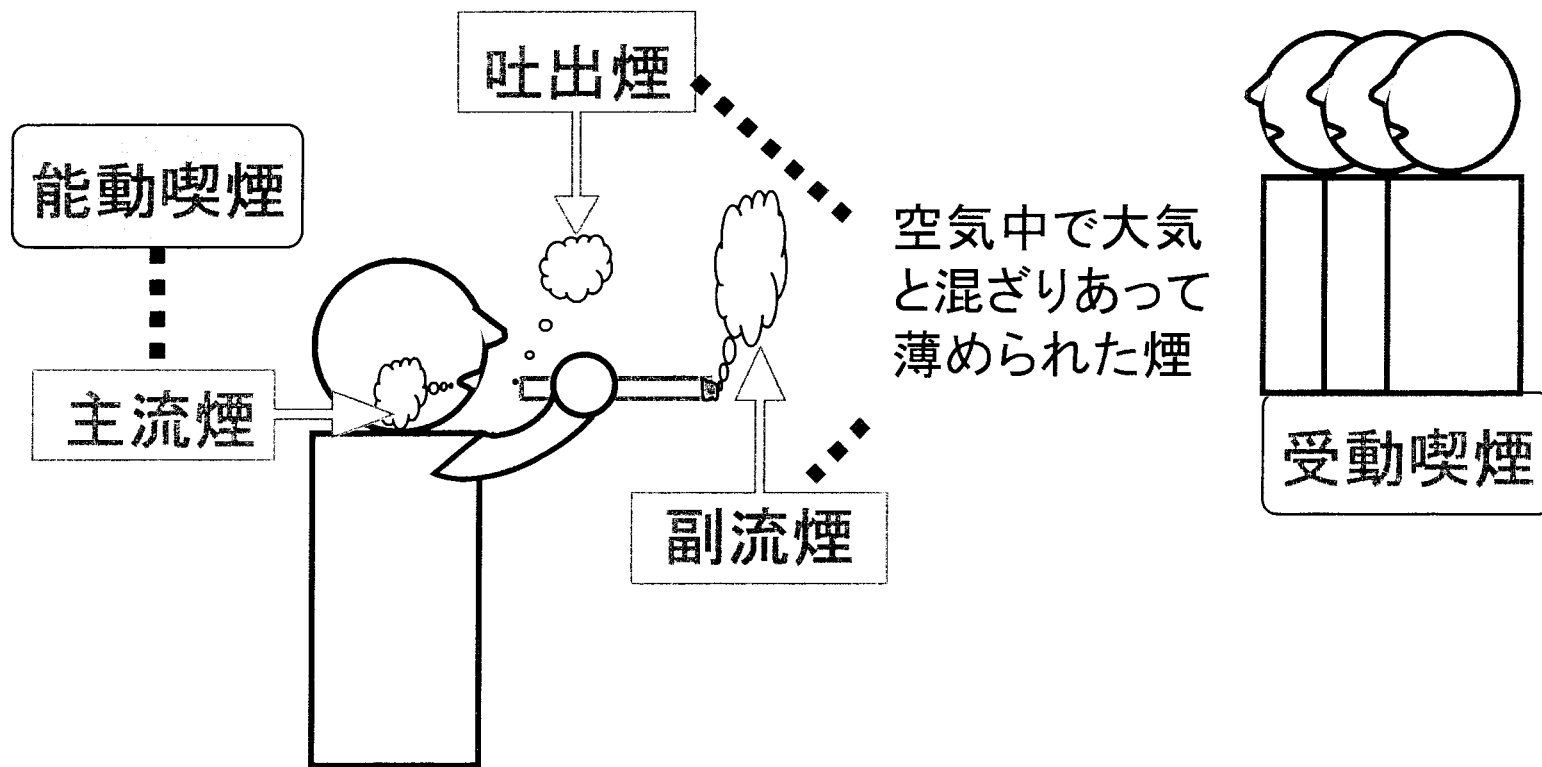 吐出煙
能動喫煙
主流煙
空気中で大気
と混ざりあって
薄められた煙
副流煙
受動喫煙